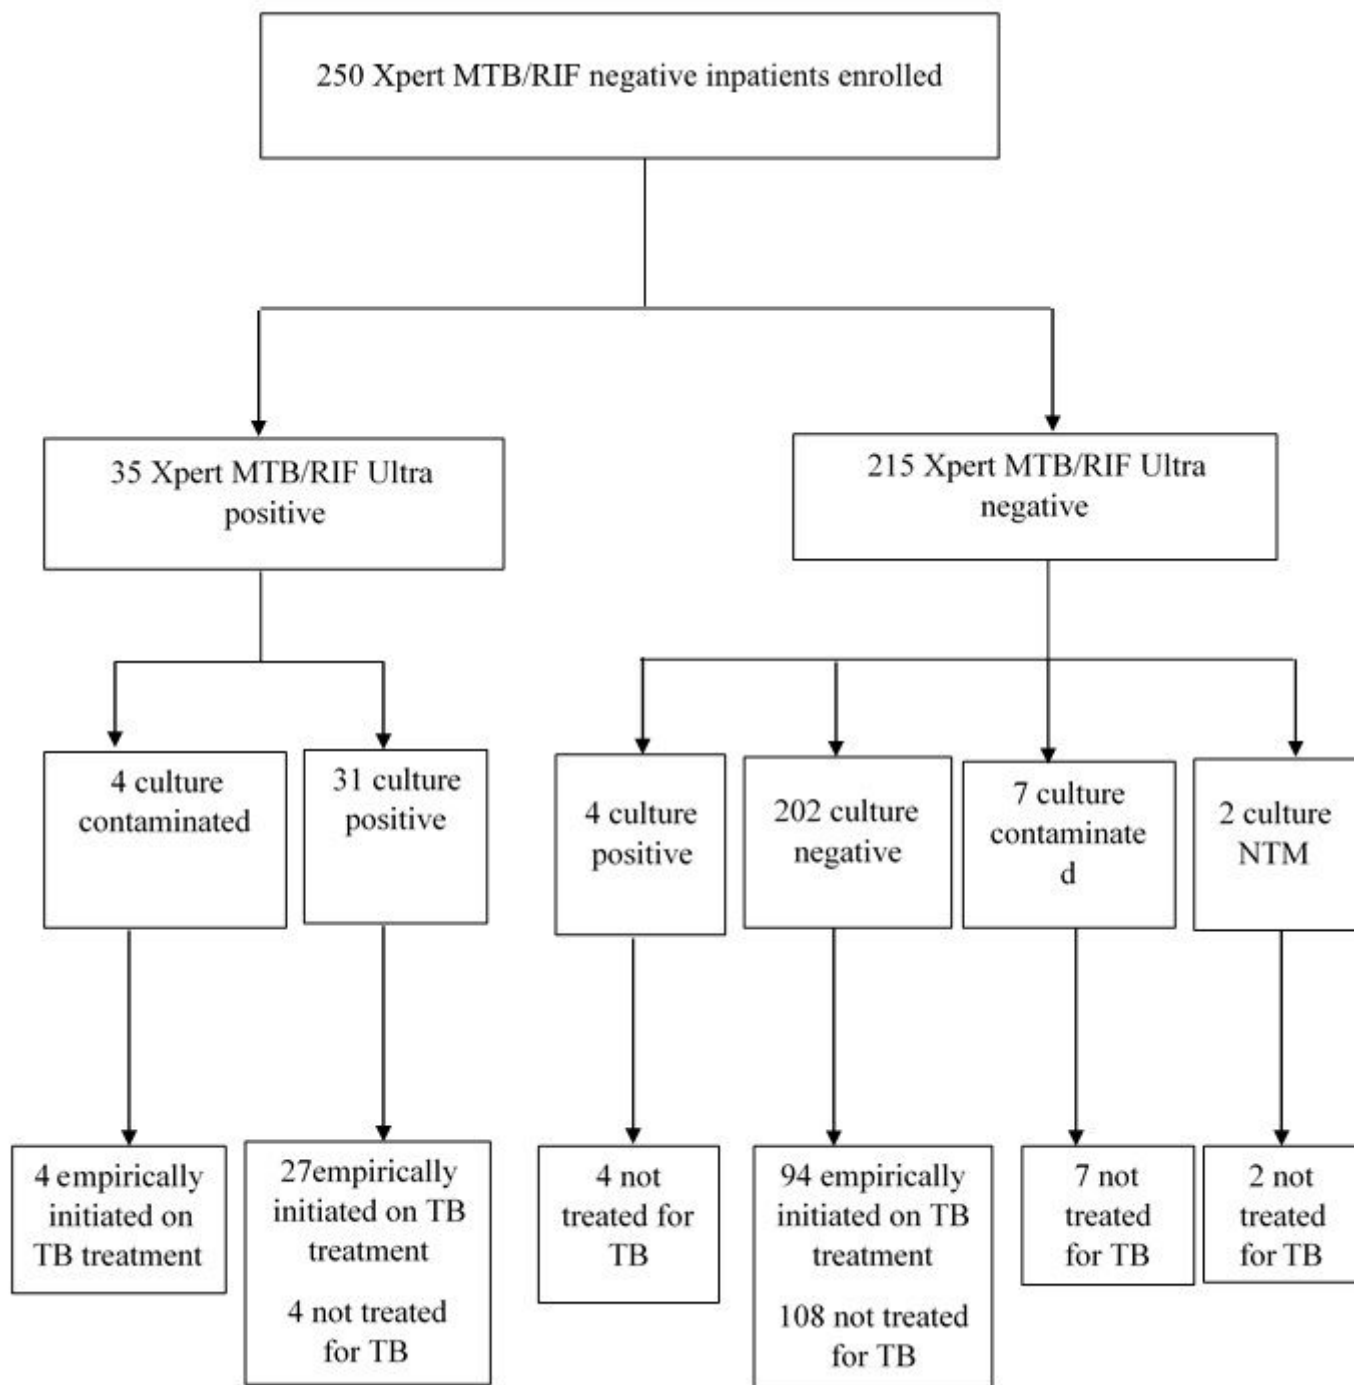 250 Xpert MTB/RIF negative inpatients enrolled
35 Xpert MTB/RIF Ultra
positive
215 Xpert MTB/RIF Ultra
negative
4 culture
contaminated
31 culture
positive
4 culture
positive
202 culture
negative
7 culture
contaminate
d
2 culture
NTM
4 empirically
initiated on
TB treatment
27empirically
initiated on TB
treatment
4 not treated
for TB
4 not
treated for
TB
94 empirically
initiated on TB
treatment
108 not treated
for TB
7 not
treated
for TB
2 not
treated
for TB